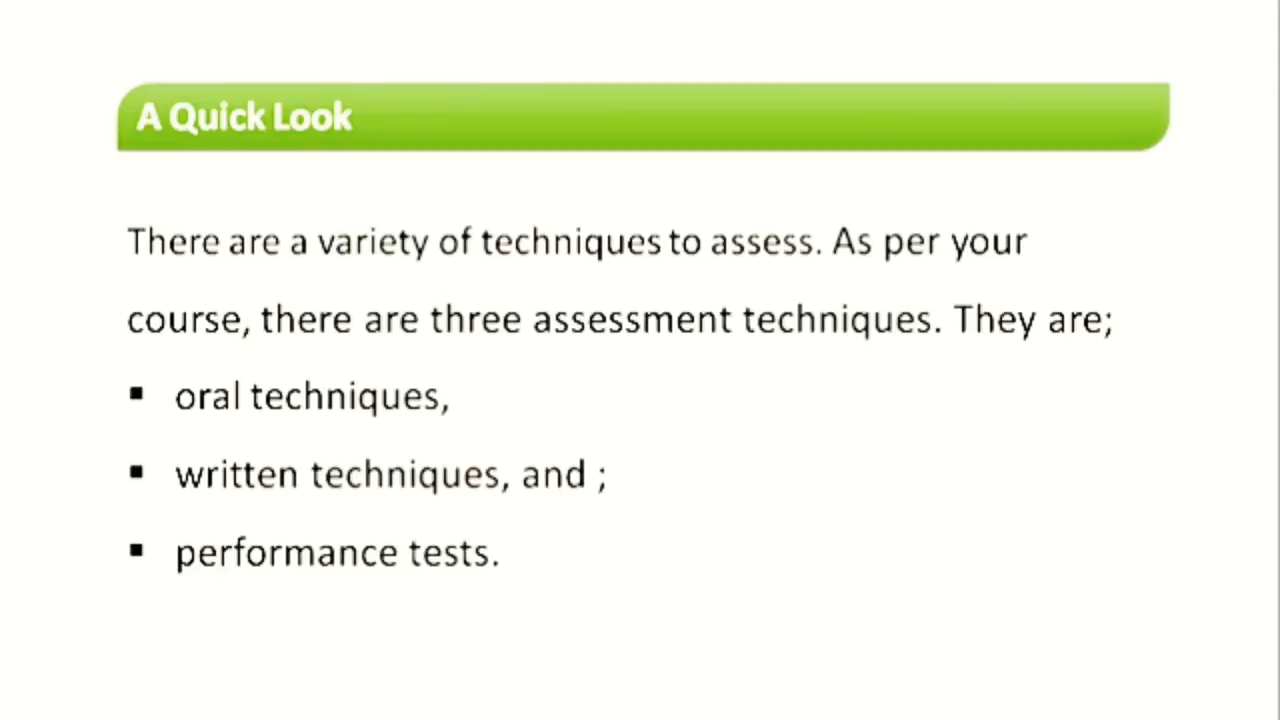 A Quick Look
There are a variety of techniques to assess. As per your
course, there are three assessment techniques. They are;
▪ oral techniques,
▪ written techniques, and ;
▪ performance tests.